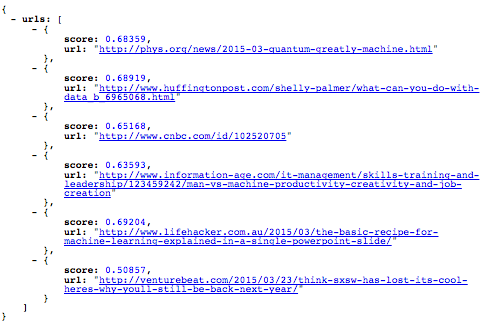 {
- urls: [
- {
score: 0.68359,
url: "http://phys.org/news/2015-03-quantum-greatly-machine.html"
},
- {
score: 0.68919,
url: "http://www.huffingtonpost.com/shelly-palmer/what-can-you-do-with-
data_b_6965068.html"
},
- {
score: 0.65168,
url: "http://www.cnbc.com/id/102520705"
},
- {
score: 0.63593,
url: "http://www.information-age.com/it-management/skills-training-and-
leadership/123459242/man-vs-machine-productivity-creativity-and-job-
creation"
},
- {
score: 0.69204,
url: "http://www.lifehacker.com.au/2015/03/the-basic-recipe-for-
machine-learning-explained-in-a-single-powerpoint-slide/"
},
- {
score: 0.50857,
url: "http://venturebeat.com/2015/03/23/think-sxsw-has-lost-its-cool-
heres-why-youll-still-be-back-next-year/"
}
]
}